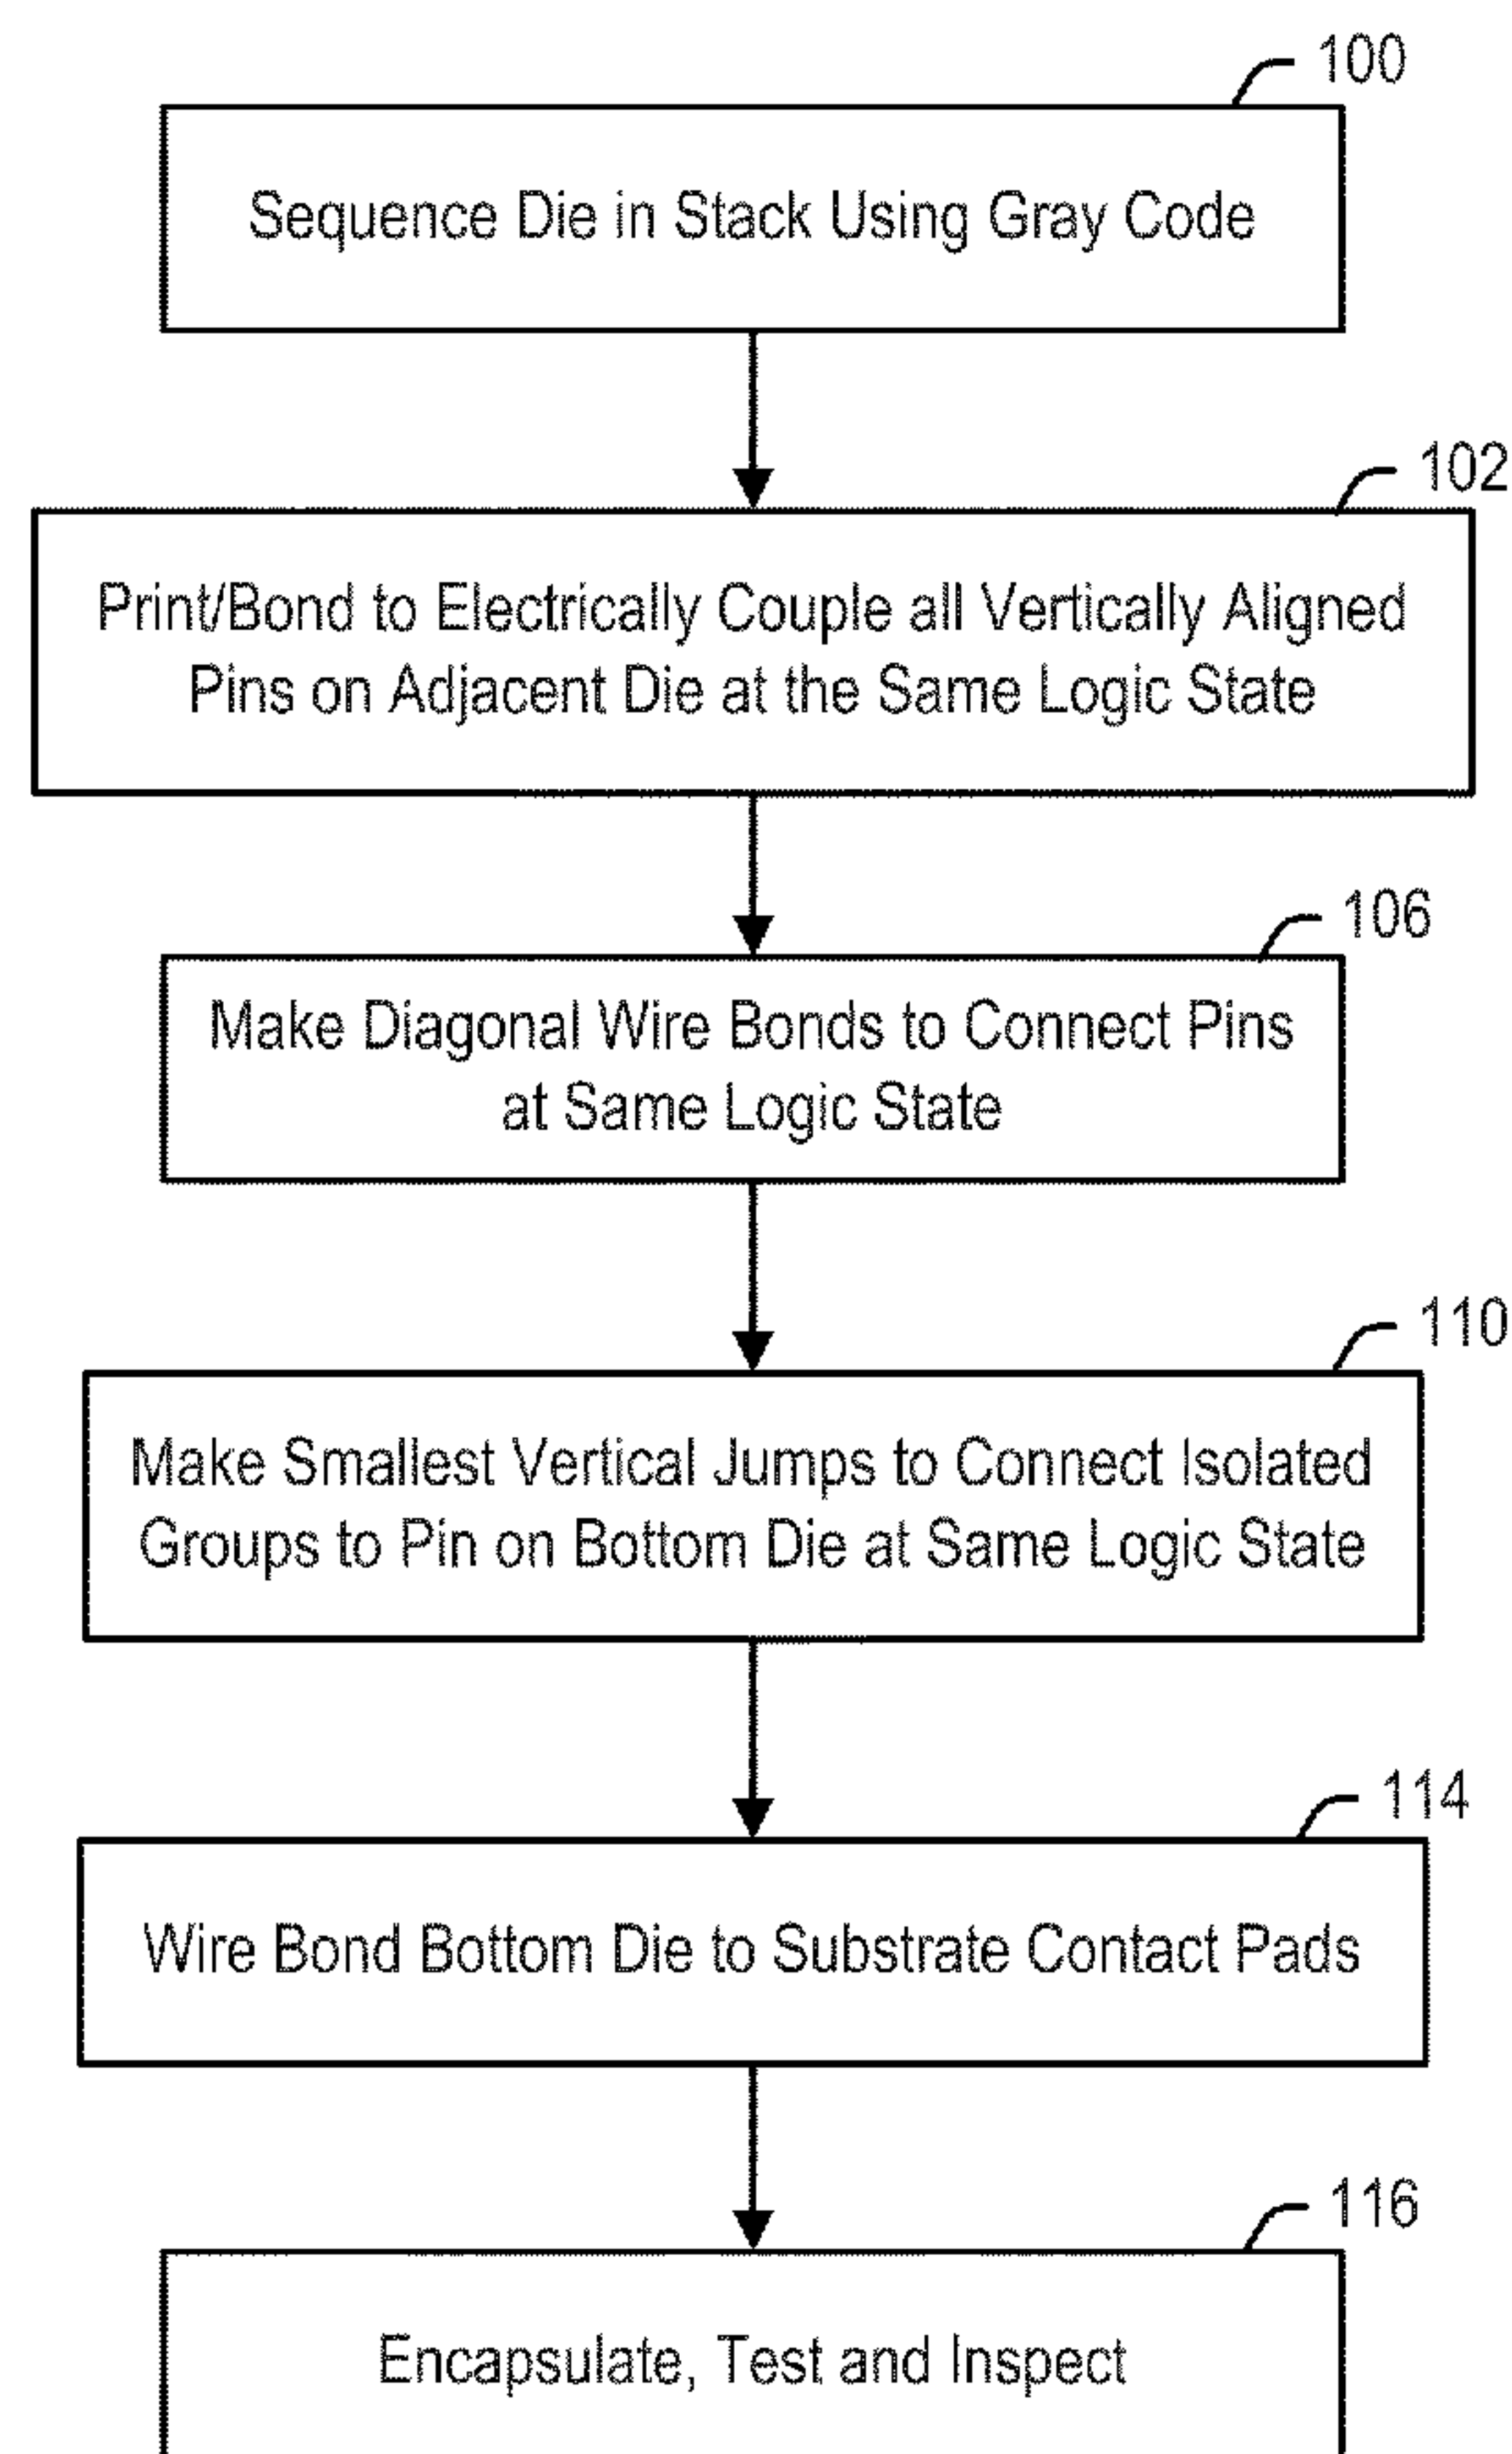 100
Sequence Die in Stack Using Gray Code
102
Print/Bond to Electrically Couple all Vertically Aligned
Pins on Adjacent Die at the Same Logic State
106
Make Diagonal Wire Bonds to Connect Pins
at Same Logic State
110
Make Smallest Vertical Jumps to Connect Isolated
Groups to Pin on Bottom Die at Same Logic State
114
Wire Bond Bottom Die to Substrate Contact Pads
116
Encapsulate, Test and Inspect